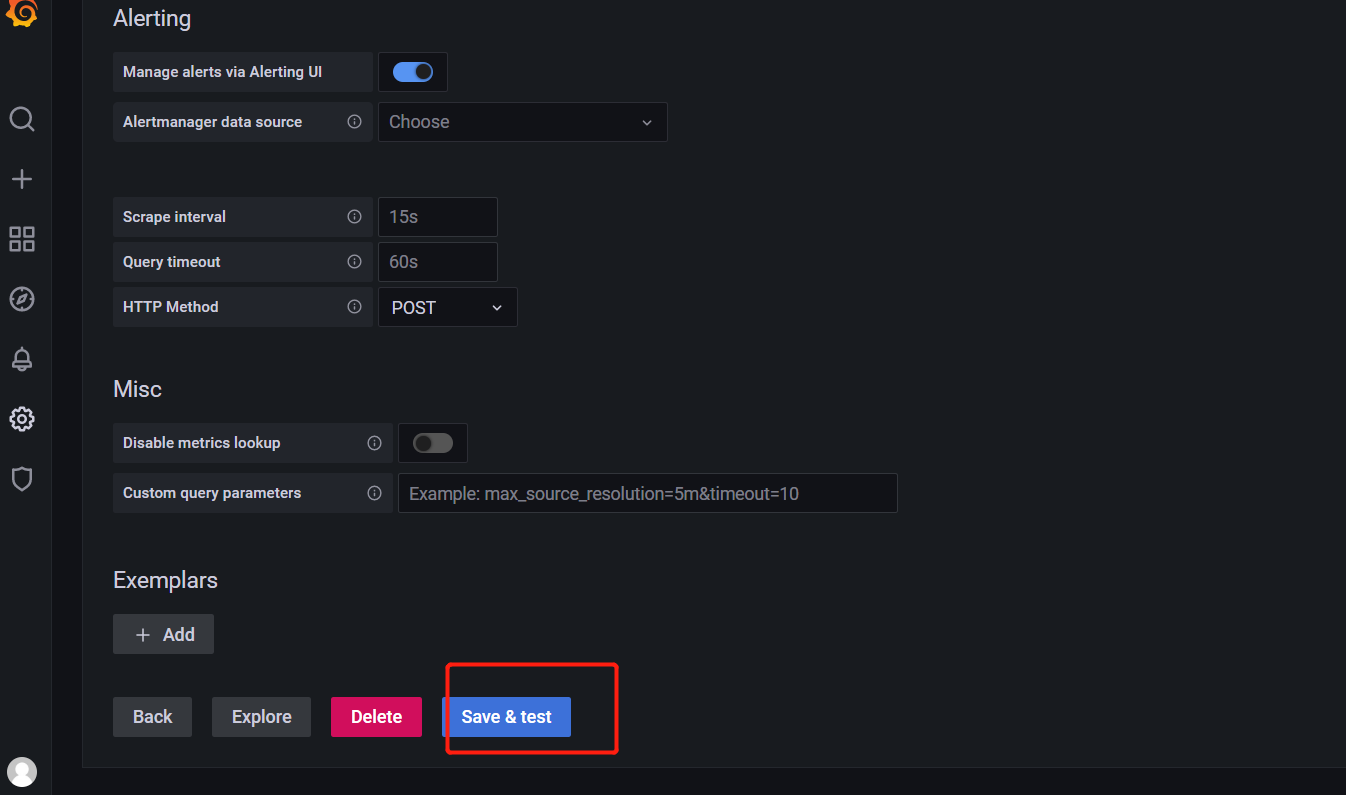 Alerting
Manage alerts via Alerting UI
Alertmanager data source Choose
Scrape interval 15s
Query timeout 60s
HTTP Method POST
Misc
Disable metrics lookup
Custom query parameters Example: max_source_resolution=5m&timeout=10
Exemplars
+ Add
Back Explore Delete Save & test